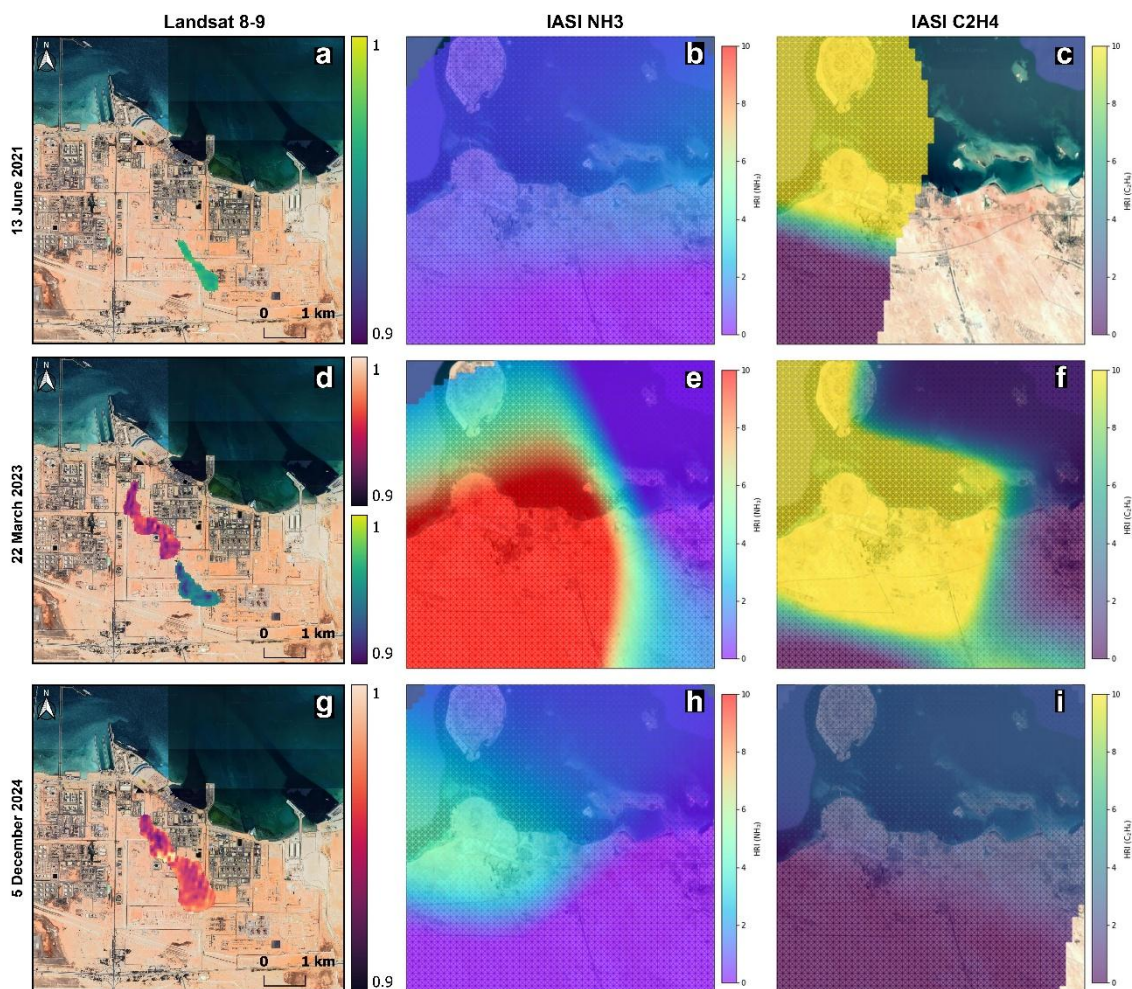 Landsat 8-9 IASI NH3 IASI C2H4
13 June 2021
N
a
1
0.9
0 1 km
b
10
8
6
4
2
0
HRI (NH₃)
c
10
8
6
4
2
0
HRI (C₂H₄)
22 March 2023
N
d
1
0.9
1
0.9
0 1 km
e
10
8
6
4
2
0
HRI (NH₃)
f
10
8
6
4
2
0
HRI (C₂H₄)
5 December 2024
N
g
1
0.9
0 1 km
h
10
8
6
4
2
0
HRI (NH₃)
i
10
8
6
4
2
0
HRI (C₂H₄)